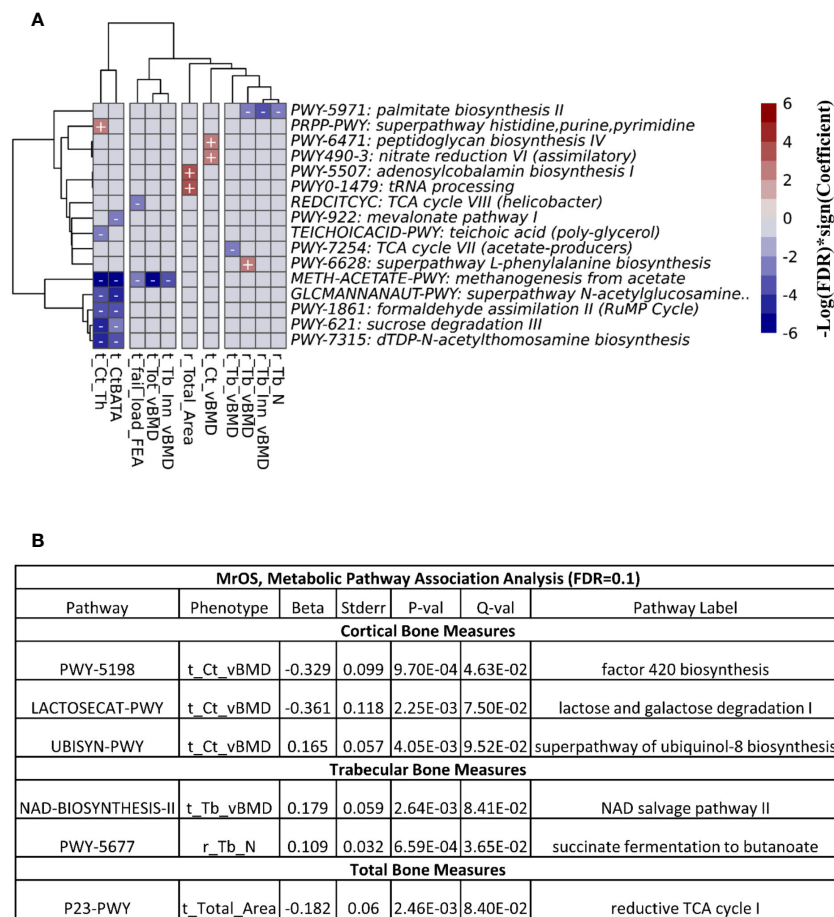 A
PWY-5971: palmitate biosynthesis II
PRPP-PWY: superpathway histidine,purine,pyrimidine
PWY-6471: peptidoglycan biosynthesis IV
PWY490-3: nitrate reduction VI (assimilatory)
PWY-5507: adenosylcobalamin biosynthesis I
PWY0-1479: tRNA processing
REDCITCYC: TCA cycle VIII (helicobacter)
PWY-922: mevalonate pathway I
TEICHOICACID-PWY: teichoic acid (poly-glycerol)
PWY-7254: TCA cycle VII (acetate-producers)
PWY-6628: superpathway L-phenylalanine biosynthesis
METH-ACETATE-PWY: methanogenesis from acetate
GLCMANNANAUT-PWY: superpathway N-acetylglucosamine..
PWY-1861: formaldehyde assimilation II (RuMP Cycle)
PWY-621: sucrose degradation III
PWY-7315: dTDP-N-acetylthomosamine biosynthesis
t_Ct_Th
t_CtBATA
t_fail_load_FEA
t_Tot_vBMD
t_Tb_Inn_vBMD
r_Total_Area
t_Ct_vBMD
t_Tb_vBMD
r_Tb_vBMD
r_Tb_Inn_vBMD
r_Tb_N
6
4
2
0
-2
-4
-6
-Log(FDR)*sign(Coefficient)
B
MrOS, Metabolic Pathway Association Analysis (FDR=0.1)
Pathway Phenotype Beta Stderr P-val Q-val Pathway Label
Cortical Bone Measures
PWY-5198 t_Ct_vBMD -0.329 0.099 9.70E-04 4.63E-02 factor 420 biosynthesis
LACTOSECAT-PWY t_Ct_vBMD -0.361 0.118 2.25E-03 7.50E-02 lactose and galactose degradation I
UBISYN-PWY t_Ct_vBMD 0.165 0.057 4.05E-03 9.52E-02 superpathway of ubiquinol-8 biosynthesis
Trabecular Bone Measures
NAD-BIOSYNTHESIS-II t_Tb_vBMD 0.179 0.059 2.64E-03 8.41E-02 NAD salvage pathway II
PWY-5677 r_Tb_N 0.109 0.032 6.59E-04 3.65E-02 succinate fermentation to butanoate
Total Bone Measures
P23-PWY t_Total_Area -0.182 0.06 2.46E-03 8.40E-02 reductive TCA cycle I